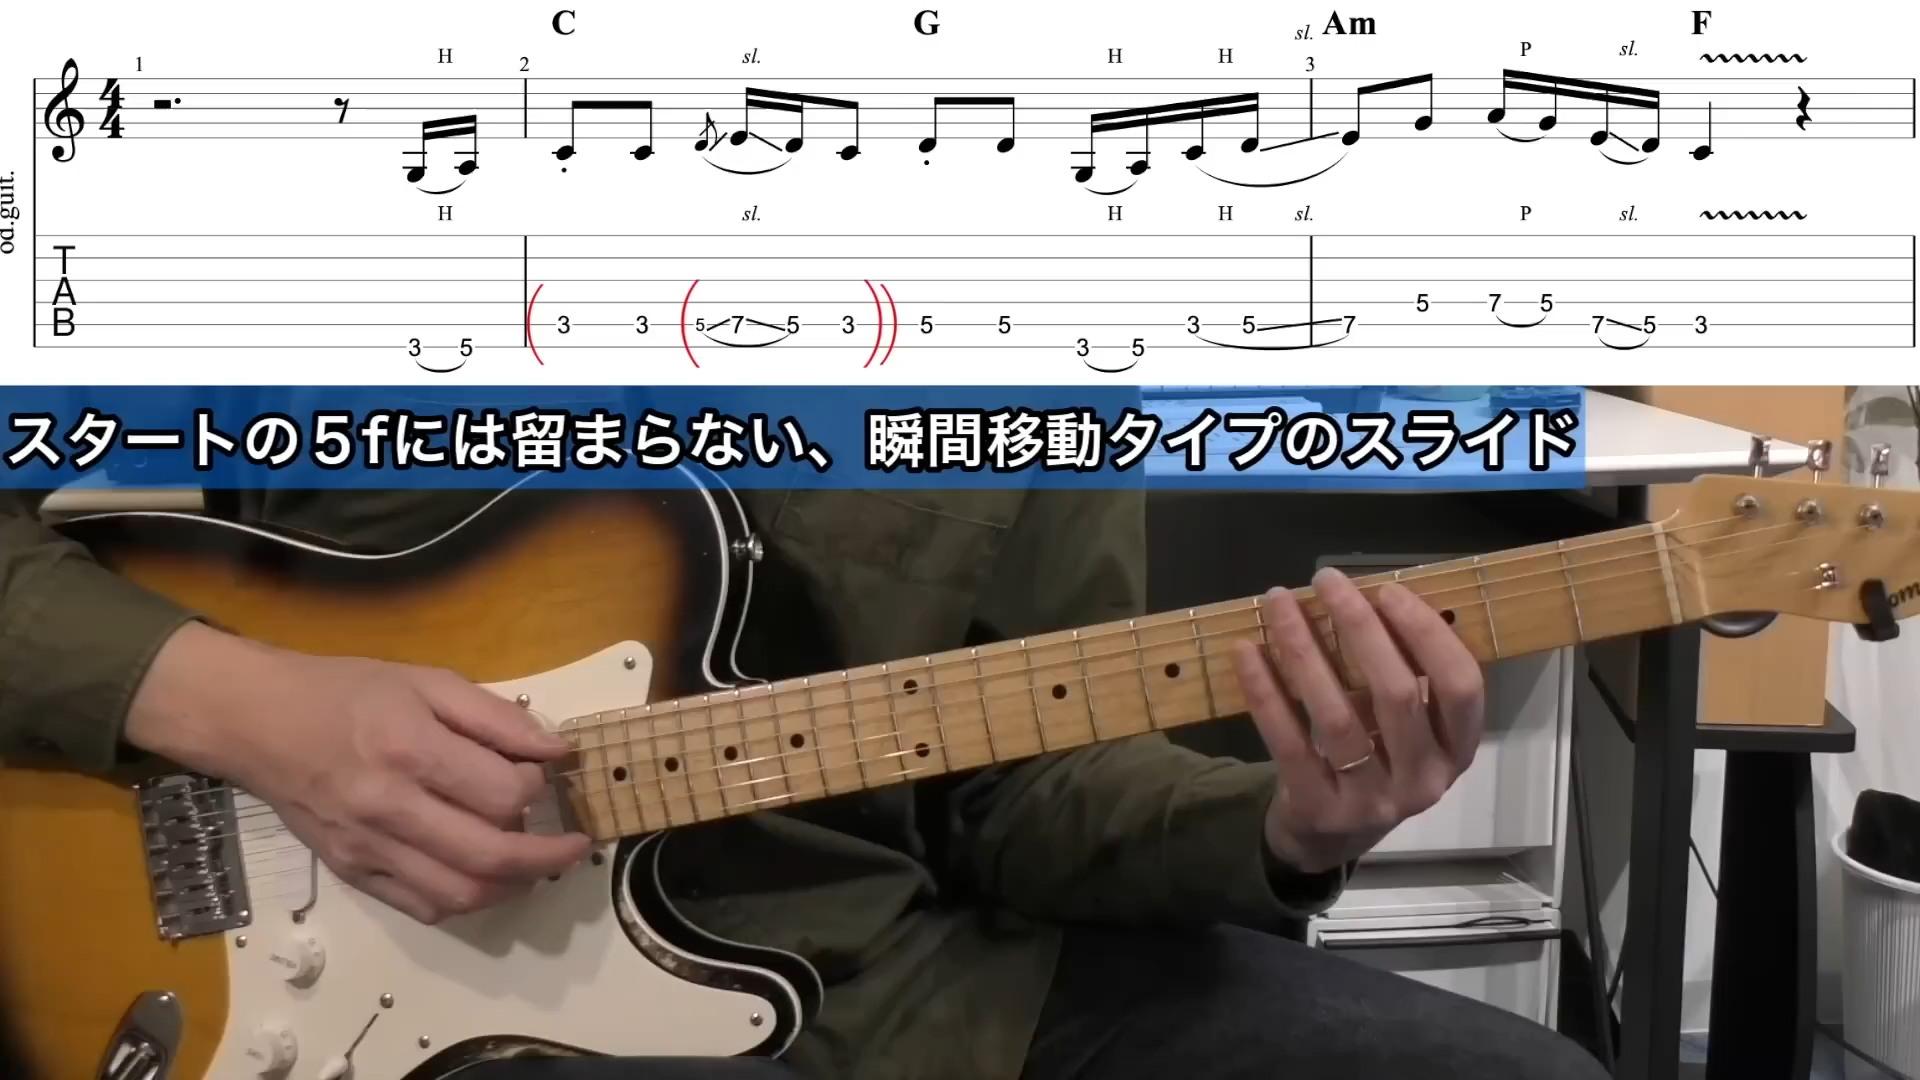 C G Am F
1 H 2 sl. H H sl. 3 P sl.
4
4
od.guit.
H sl. H H sl. P sl.
T
A
B
5 7 5
3 3 5 7 5 3 5 5 3 5 7 7 5 3
3 5 3 5
スタートの５fには留まらない、瞬間移動タイプのスライド